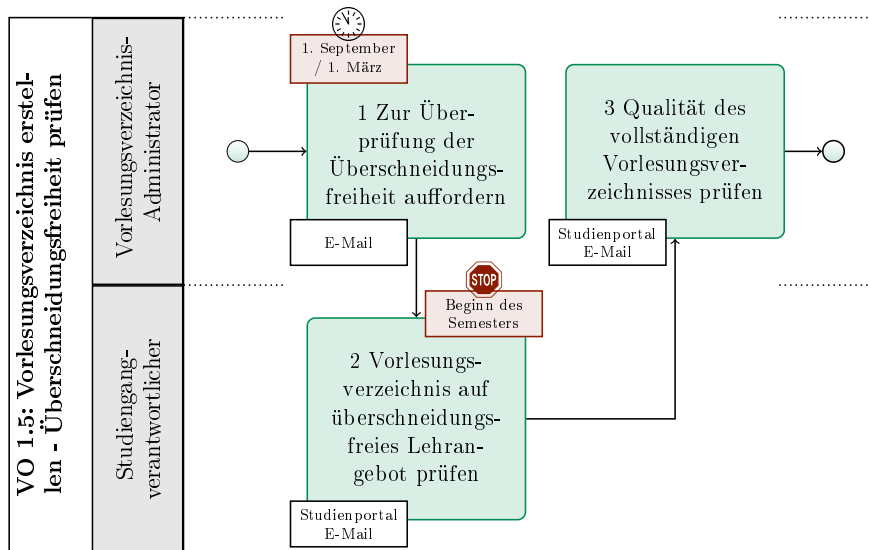 VO 1.5: Vorlesungsverzeichnis erstel-
len - Überschneidungsfreiheit prüfen
Vorlesungsverzeichnis-
Administrator
Studiengang-
verantwortlicher
1. September
/ 1. März
1 Zur Über-
prüfung der
Überschneidungs-
freiheit auffordern
E-Mail
3 Qualität des
vollständigen
Vorlesungsver-
zeichnisses prüfen
Studienportal
E-Mail
STOP
Beginn des
Semesters
2 Vorlesungs-
verzeichnis auf
überschneidungs-
freies Lehran-
gebot prüfen
Studienportal
E-Mail